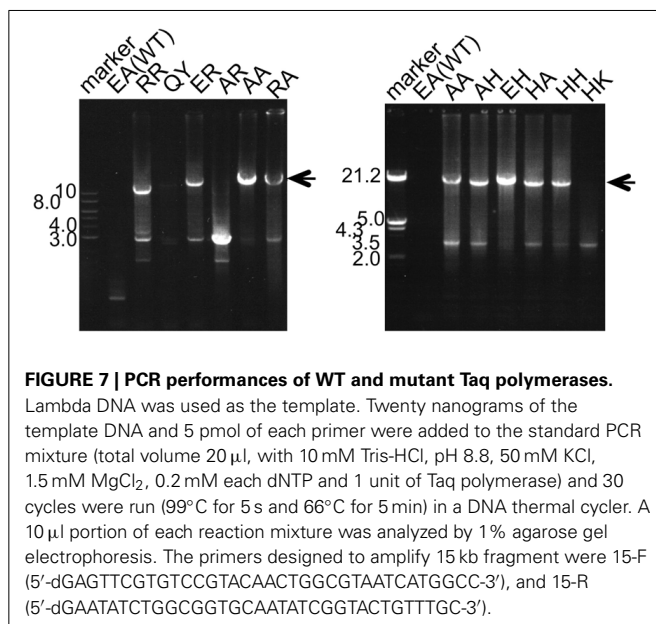 marker EA(WT) RR QY ER AR AA RA
10
8.0
4.0
3.0
marker EA(WT) AA AH EH HA HH HK
21.2
5.0
4.3
3.5
2.0
FIGURE 7 | PCR performances of WT and mutant Taq polymerases.
Lambda DNA was used as the template. Twenty nanograms of the
template DNA and 5 pmol of each primer were added to the standard PCR
mixture (total volume 20 μl, with 10 mM Tris-HCl, pH 8.8, 50 mM KCl,
1.5 mM MgCl₂, 0.2 mM each dNTP and 1 unit of Taq polymerase) and 30
cycles were run (99°C for 5 s and 66°C for 5 min) in a DNA thermal cycler. A
10 μl portion of each reaction mixture was analyzed by 1% agarose gel
electrophoresis. The primers designed to amplify 15 kb fragment were 15-F
(5′-dGAGTTCGTGTCCGTACAACTGGCGTAATCATGGCC-3′), and 15-R
(5′-dGAATATCTGGCGGTGCAATATCGGTACTGTTTGC-3′).